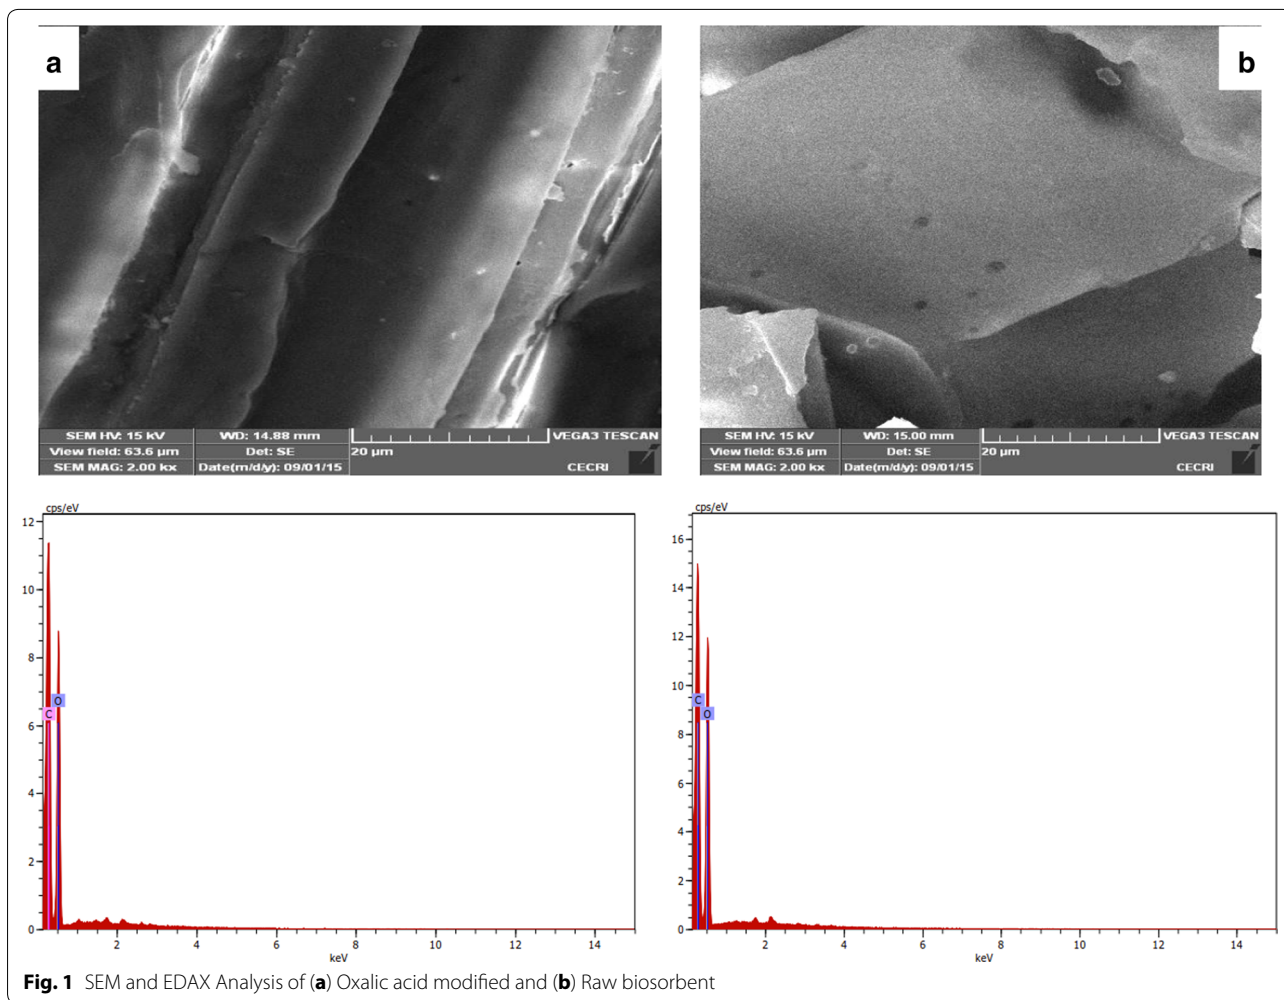 a
b
SEM HV: 15 kV WD: 14.88 mm VEGA3 TESCAN
View field: 63.6 µm Det: SE 20 µm
SEM MAG: 2.00 kx Date(m/d/y): 09/01/15 CECRI
SEM HV: 15 kV WD: 15.00 mm VEGA3 TESCAN
View field: 63.6 µm Det: SE 20 µm
SEM MAG: 2.00 kx Date(m/d/y): 09/01/15 CECRI
cps/eV
12
10
8
6
4
2
0
O
C
2 4 6 8 10 12 14
keV
cps/eV
16
14
12
10
8
6
4
2
0
C
O
2 4 6 8 10 12 14
keV
Fig. 1 SEM and EDAX Analysis of (a) Oxalic acid modified and (b) Raw biosorbent